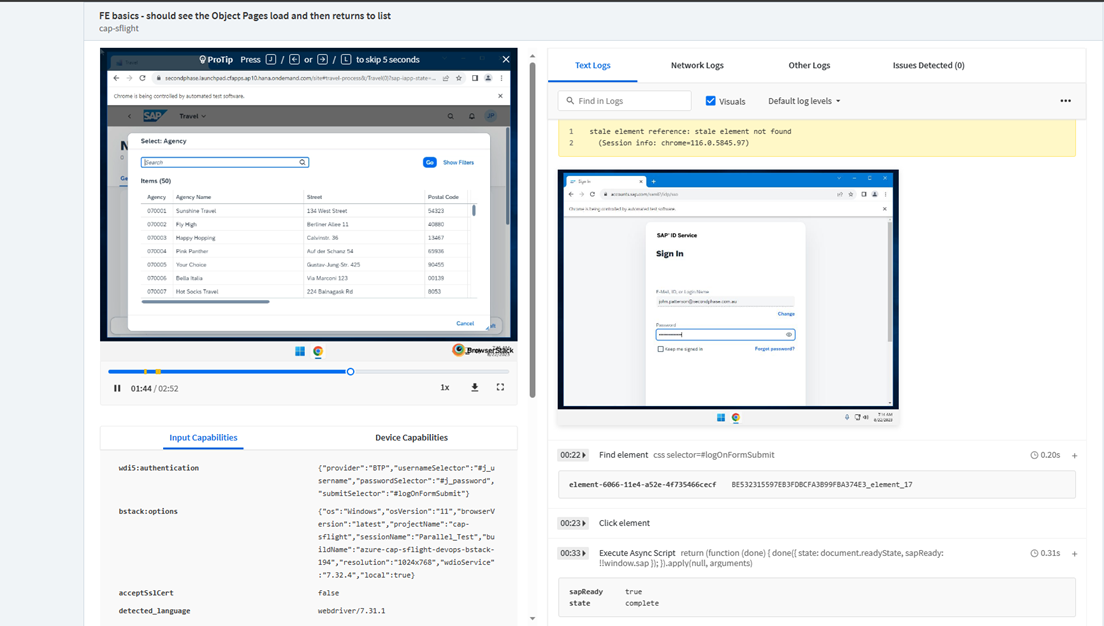 FE basics - should see the Object Pages load and then returns to list
cap-sflight
ProTip Press J / ← or → / L to skip 5 seconds
secondphase.launchpad.cfapps.ap10.hana.ondemand.com/site#travel-process&/Travel(0)?sap-iapp-state=...
Chrome is being controlled by automated test software.
SAP Travel
JP
Select: Agency
Search
Go Show Filters
Items (50)
Agency Agency Name Street Postal Code
070001 Sunshine Travel 134 West Street 54323
070002 Fly High Berliner Allee 11 40880
070003 Happy Hopping Calvinstr. 36 13467
070004 Pink Panther Auf der Schanz 54 65936
070005 Your Choice Gustav-Jung-Str. 425 90455
070006 Bella Italia Via Marconi 123 00139
070007 Hot Socks Travel 224 Balnagask Rd 8053
Cancel
BrowserStack
01:44 / 02:52
1x
Input Capabilities Device Capabilities
wdi5:authentication {"provider":"BTP","usernameSelector":"#j_u
sername","passwordSelector":"#j_password",
"submitSelector":"#logOnFormSubmit"}
bstack:options {"os":"Windows","osVersion":"11","browserV
ersion":"latest","projectName":"cap-
sflight","sessionName":"Parallel_Test","bu
ildName":"azure-cap-sflight-devops-bstack-
194","resolution":"1024x768","wdioService"
:"7.32.4","local":true}
acceptSslCert false
detected_language webdriver/7.31.1
Text Logs Network Logs Other Logs Issues Detected (0)
Find in Logs
Visuals
Default log levels
1 stale element reference: stale element not found
2 (Session info: chrome=116.0.5845.97)
Sign In
Chrome is being controlled by automated test software.
SAP ID Service
Sign In
E-Mail, ID, or Login Name
john.patterson@secondphase.com.au
Change
Password
Keep me signed in Forgot password?
7:11 AM
8/22/2023
00:22 Find element css selector=#logOnFormSubmit 0.20s +
element-6066-11e4-a52e-4f735466cecf BE532315597EB3FDBCFA3B99FBA374E3_element_17
00:23 Click element
00:33 Execute Async Script return (function (done) { done({ state: document.readyState, sapReady: 0.31s +
!!window.sap }); }).apply(null, arguments)
sapReady true
state complete